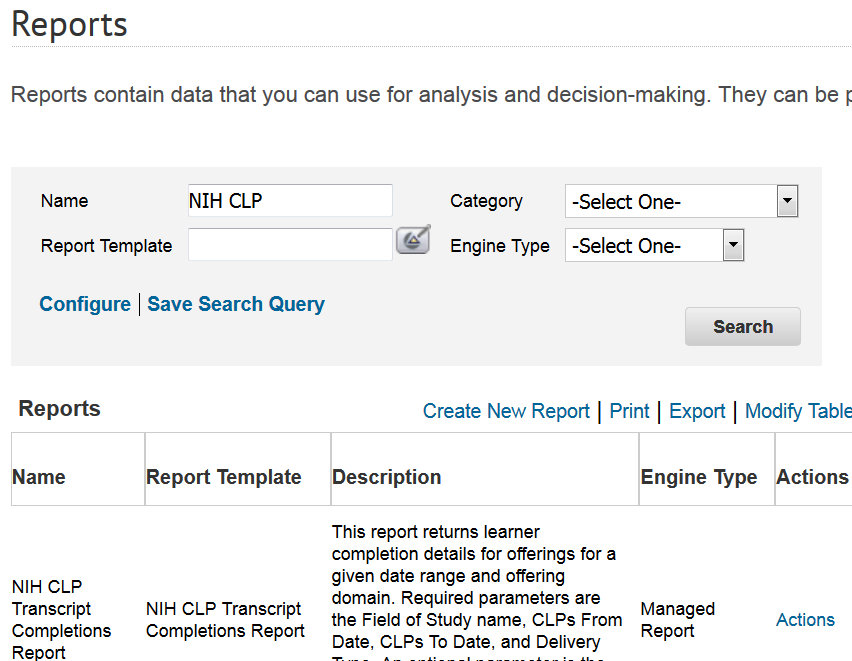 Reports
Reports contain data that you can use for analysis and decision-making. They can be
Name NIH CLP Category -Select One-
Report Template Engine Type -Select One-
Configure | Save Search Query
Search
Reports Create New Report | Print | Export | Modify Table
Name Report Template Description Engine Type Actions
NIH CLP
Transcript
Completions
Report
NIH CLP Transcript
Completions Report
This report returns learner
completion details for offerings for a
given date range and offering
domain. Required parameters are
the Field of Study name, CLPs From
Date, CLPs To Date, and Delivery
Type. An optional parameter is the
Managed
Report
Actions